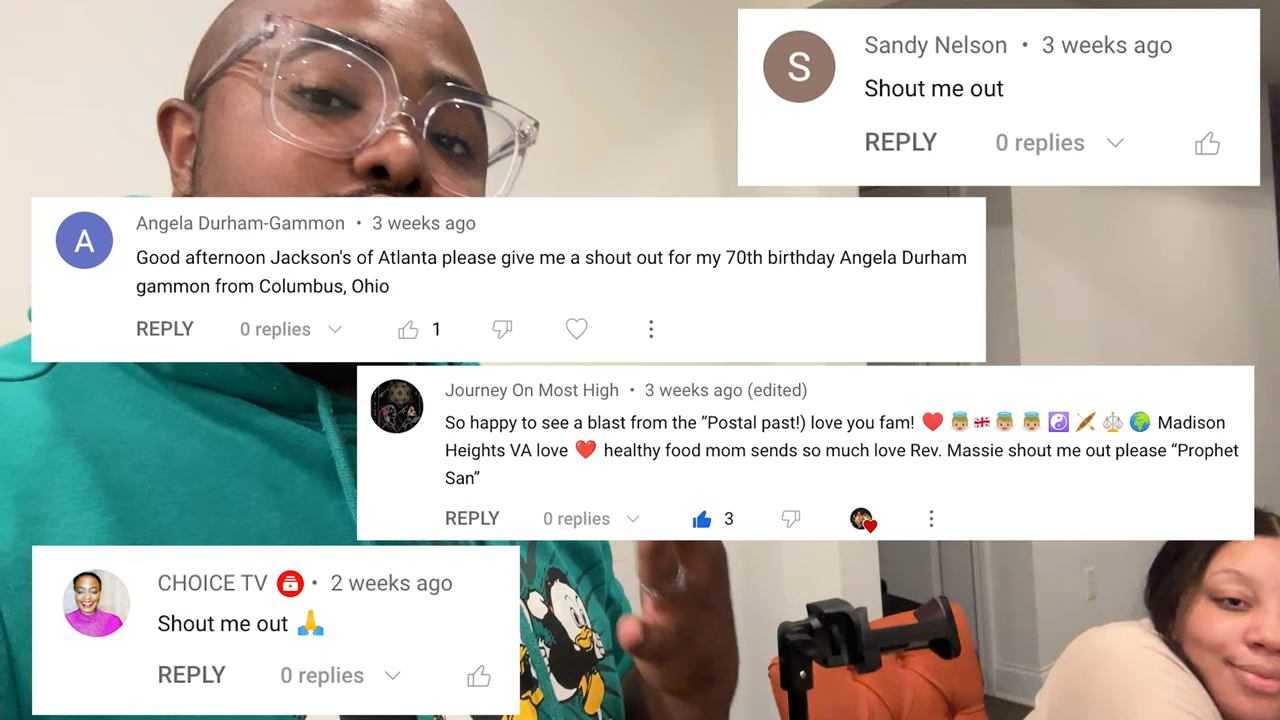 Sandy Nelson • 3 weeks ago
S
Shout me out
REPLY 0 replies
Angela Durham-Gammon • 3 weeks ago
A
Good afternoon Jackson's of Atlanta please give me a shout out for my 70th birthday Angela Durham
gammon from Columbus, Ohio
REPLY 0 replies 1
Journey On Most High • 3 weeks ago (edited)
So happy to see a blast from the “Postal past!) love you fam! ❤️ 👼🏼 🇬🇧 👼🏼 👼🏼 ☯️ 🪶 ⚖️ 🌍 Madison
Heights VA love ❤️ healthy food mom sends so much love Rev. Massie shout me out please “Prophet
San”
REPLY 0 replies 3
CHOICE TV • 2 weeks ago
Shout me out 🙏
REPLY 0 replies